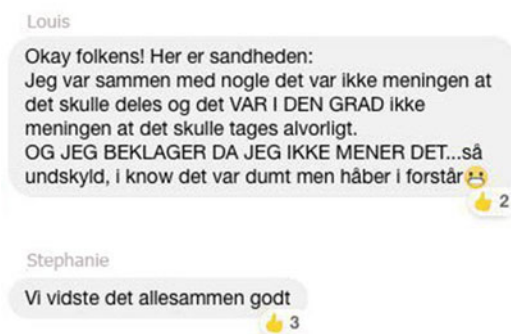 Louis
Okay folkens! Her er sandheden:
Jeg var sammen med nogle det var ikke meningen at
det skulle deles og det VAR I DEN GRAD ikke
meningen at det skulle tages alvorligt.
OG JEG BEKLAGER DA JEG IKKE MENER DET...så
undskyld, i know det var dumt men håber i forstår😬
👍 2
Stephanie
Vi vidste det allesammen godt
👍 3